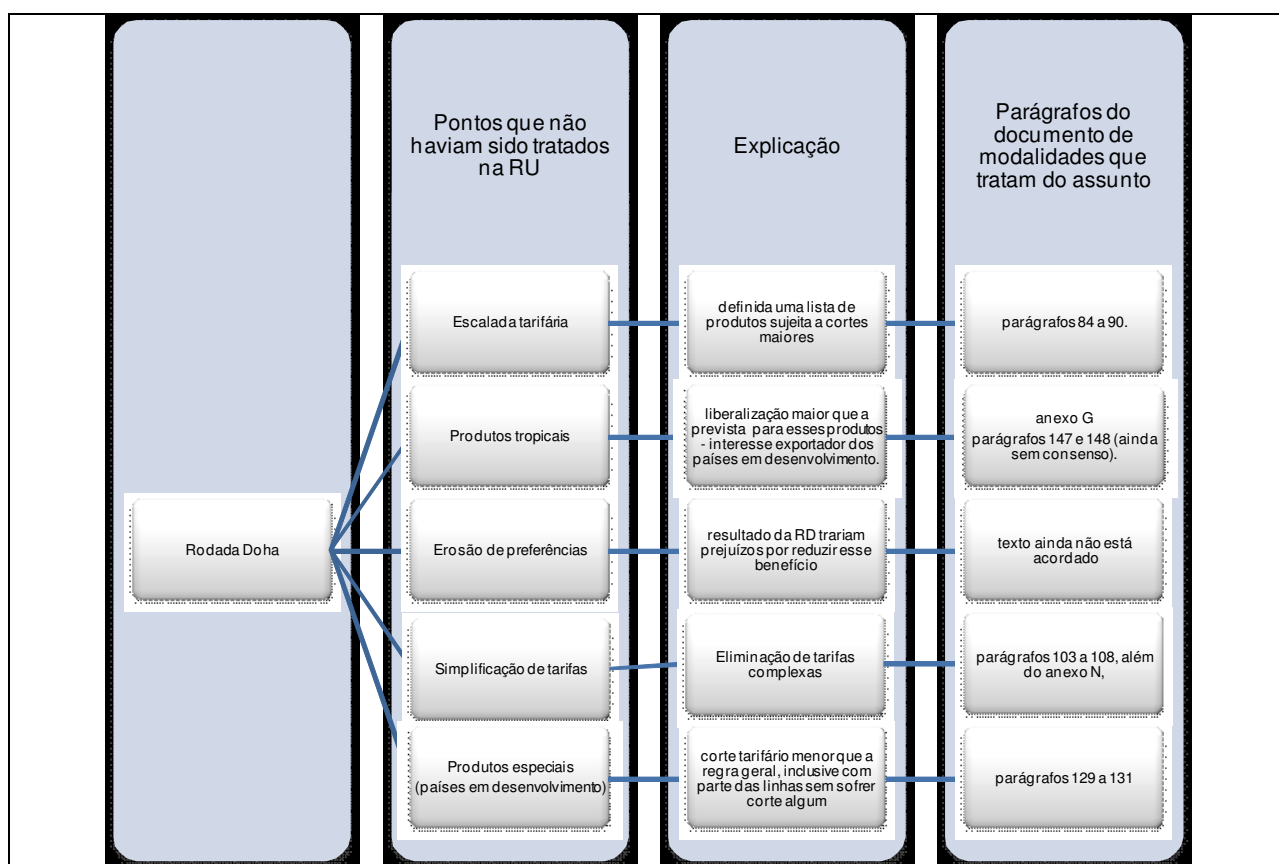 Pontos que não
haviam sido tratados
na RU
Explicação
Parágrafos do
documento de
modalidades que
tratam do assunto
Rodada Doha
Escalada tarifária
definida uma lista de
produtos sujeita a cortes
maiores
parágrafos 84 a 90.
Produtos tropicais
liberalização maior que a
prevista para esses produtos
- interesse exportador dos
países em desenvolvimento.
anexo G
parágrafos 147 e 148 (ainda
sem consenso).
Erosão de preferências
resultado da RD trariam
prejuízos por reduzir esse
benefício
texto ainda não está
acordado
Simplificação de tarifas
Eliminação de tarifas
complexas
parágrafos 103 a 108, além
do anexo N,
Produtos especiais
(países em desenvolvimento)
corte tarifário menor que a
regra geral, inclusive com
parte das linhas sem sofrer
corte algum
parágrafos 129 a 131